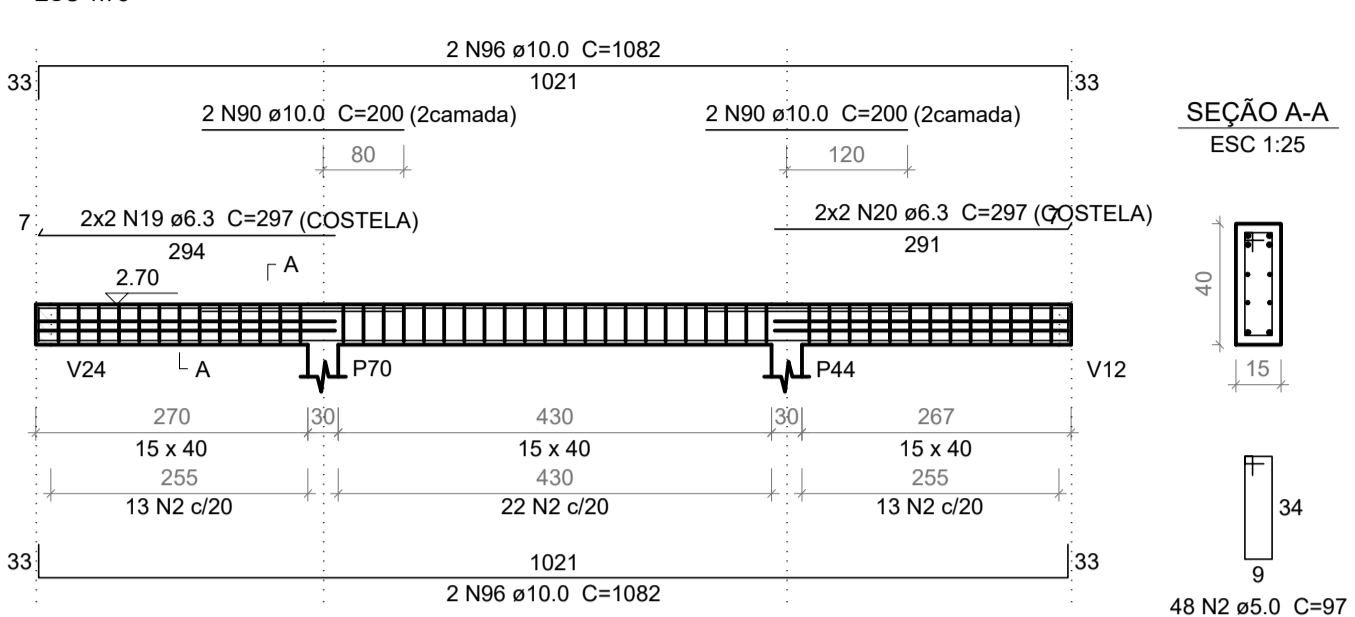 2 N96 ø10.0 C=1082
33 1021 33
2 N90 ø10.0 C=200 (2camada) 2 N90 ø10.0 C=200 (2camada)
80 120
7 2x2 N19 ø6.3 C=297 (COSTELA) 2x2 N20 ø6.3 C=297 (COSTELA) 7
294 291
A
2.70
V24 A P70 P44 V12
270 30 430 30 267
15 x 40 15 x 40 15 x 40
255 430 255
13 N2 c/20 22 N2 c/20 13 N2 c/20
33 1021 33
2 N96 ø10.0 C=1082
SEÇÃO A-A
ESC 1:25
40
15
34
9
48 N2 ø5.0 C=97